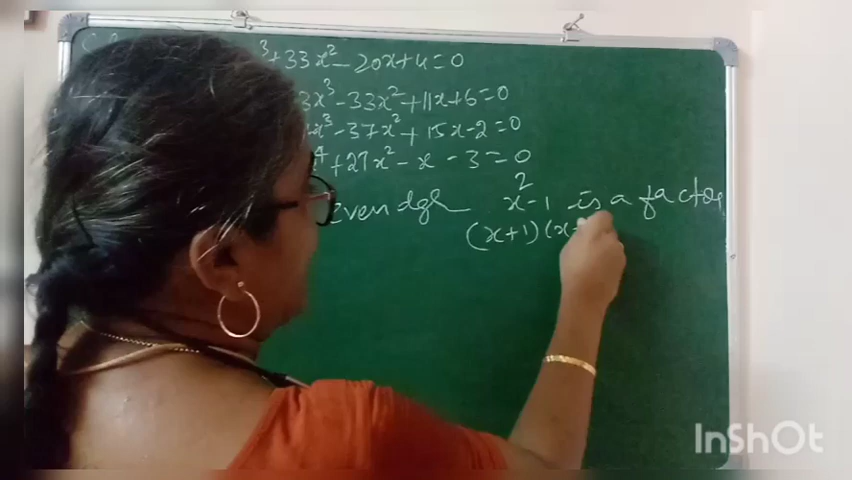 ³+33x²-20x+4=0
3x³-33x²+11x+6=0
x³-37x²+15x-2=0
⁴+27x²-x-3=0
Even dgh x²-1 is a factor
(x+1)(x-
InShOt